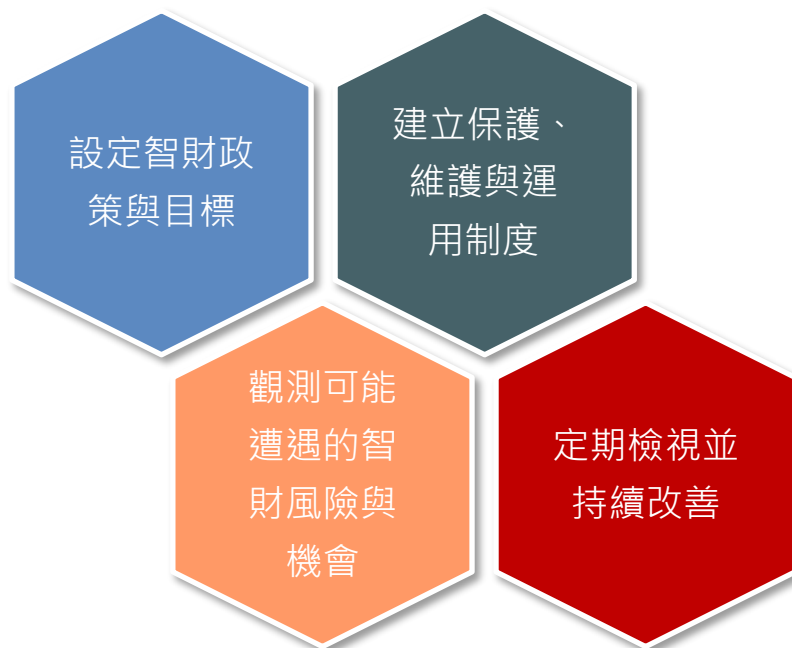 設定智財政
策與目標
建立保護、
維護與運
用制度
觀測可能
遭遇的智
財風險與
機會
定期檢視並
持續改善